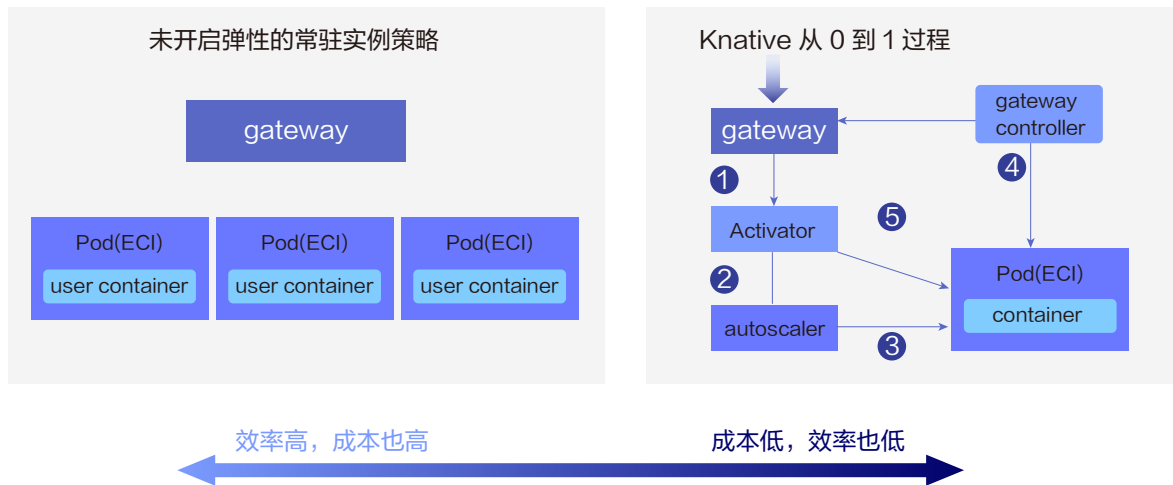 未开启弹性的常驻实例策略
gateway
Pod(ECI)
user container
Pod(ECI)
user container
Pod(ECI)
user container
Knative 从 0 到 1 过程
gateway
gateway
controller
1
4
Activator
5
2
Pod(ECI)
container
autoscaler
3
效率高，成本也高
成本低，效率也低